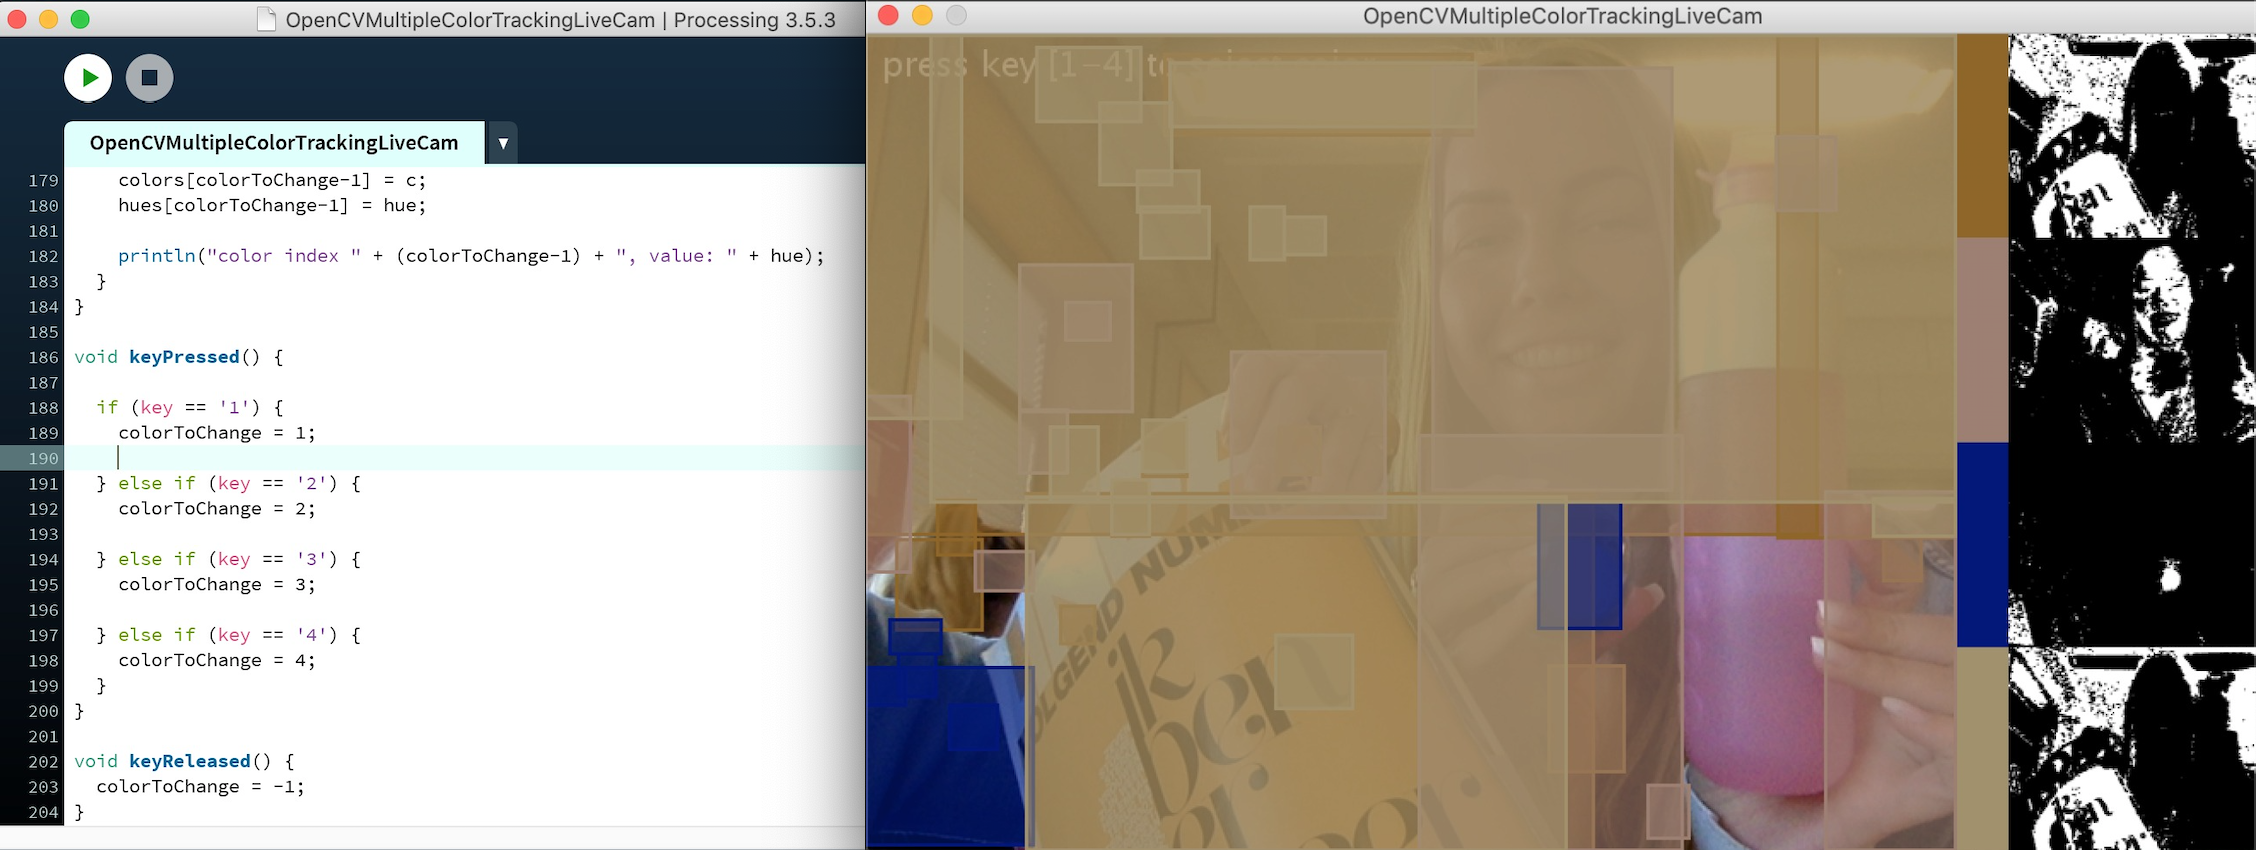 OpenCVMultipleColorTrackingLiveCam | Processing 3.5.3
OpenCVMultipleColorTrackingLiveCam
179 colors[colorToChange-1] = c;
180 hues[colorToChange-1] = hue;
181
182 println("color index " + (colorToChange-1) + ", value: " + hue);
183 }
184 }
185
186 void keyPressed() {
187
188 if (key == '1') {
189 colorToChange = 1;
190
191 } else if (key == '2') {
192 colorToChange = 2;
193
194 } else if (key == '3') {
195 colorToChange = 3;
196
197 } else if (key == '4') {
198 colorToChange = 4;
199 }
200 }
201
202 void keyReleased() {
203 colorToChange = -1;
204 }
OpenCVMultipleColorTrackingLiveCam
press key [1-4] to
ik
ben